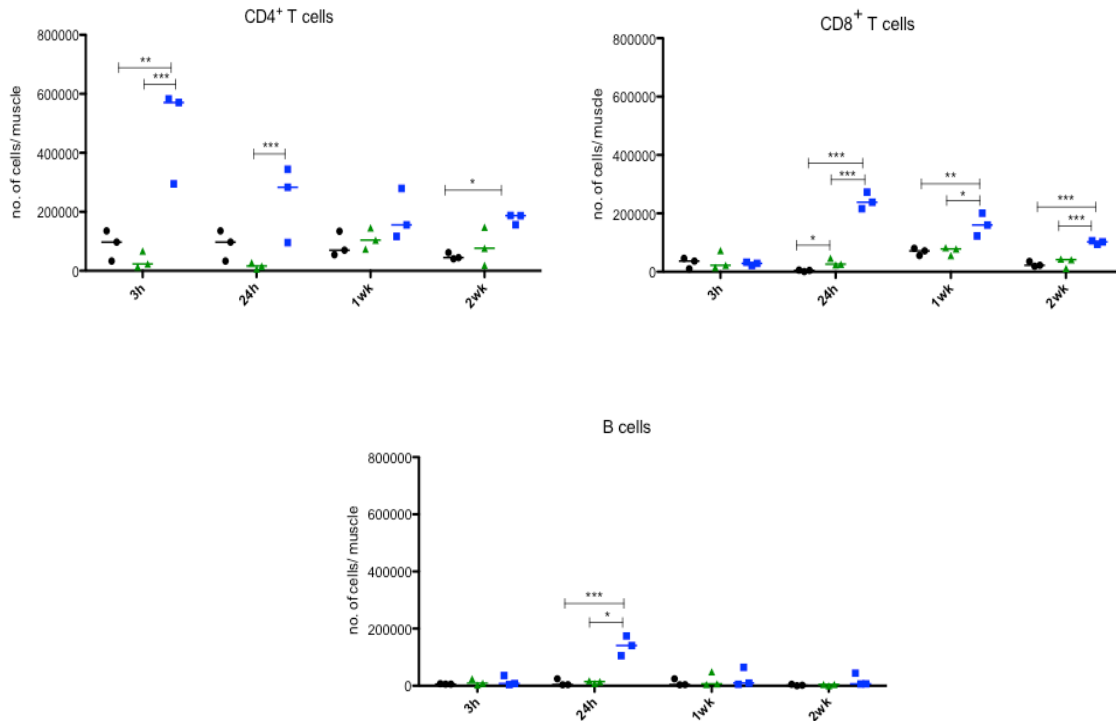 CD4⁺ T cells
no. of cells/ muscle
800000
600000
400000
200000
0
**
***
***
*
3h
24h
1wk
2wk
CD8⁺ T cells
no. of cells/ muscle
800000
600000
400000
200000
0
*
***
***
**
*
***
***
3h
24h
1wk
2wk
B cells
no. of cells/ muscle
800000
600000
400000
200000
0
***
*
3h
24h
1wk
2wk